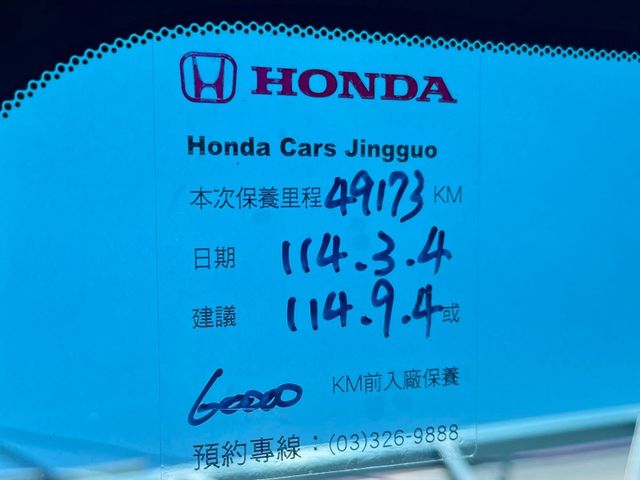 HONDA
Honda Cars Jingguo
本次保養里程 49173 KM
日期 114.3.4
建議 114.9.4 或
60000 KM前入廠保養
預約專線：(03)326-9888